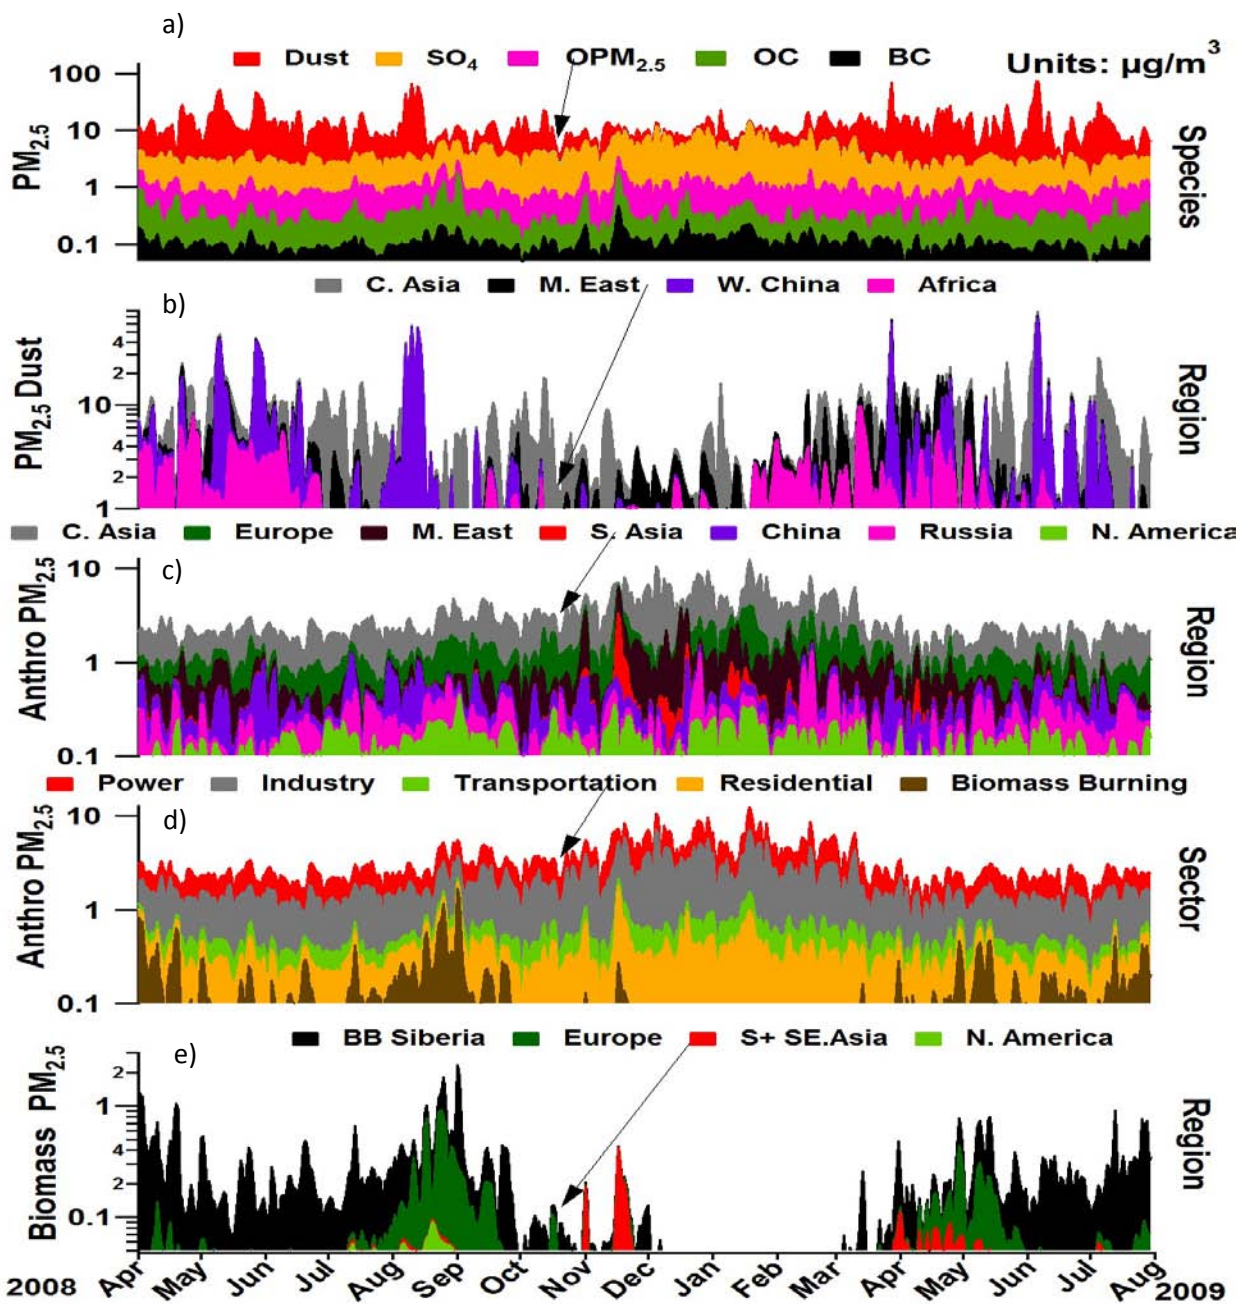 a)
Dust SO₄ OPM₂.₅ OC BC Units: µg/m³
100
10
1
0.1
PM₂.₅
Species
C. Asia M. East W. China Africa
b)
4
2
10
4
2
1
PM₂.₅ Dust
Region
C. Asia Europe M. East S. Asia China Russia N. America
c)
10
1
0.1
Anthro PM₂.₅
Region
Power Industry Transportation Residential Biomass Burning
d)
10
1
0.1
Anthro PM₂.₅
Sector
BB Siberia Europe S+ SE.Asia N. America
e)
2
1
4
2
0.1
Biomass PM₂.₅
Region
Apr May Jun Jul Aug Sep Oct Nov Dec Jan Feb Mar Apr May Jun Jul Aug
2008 2009